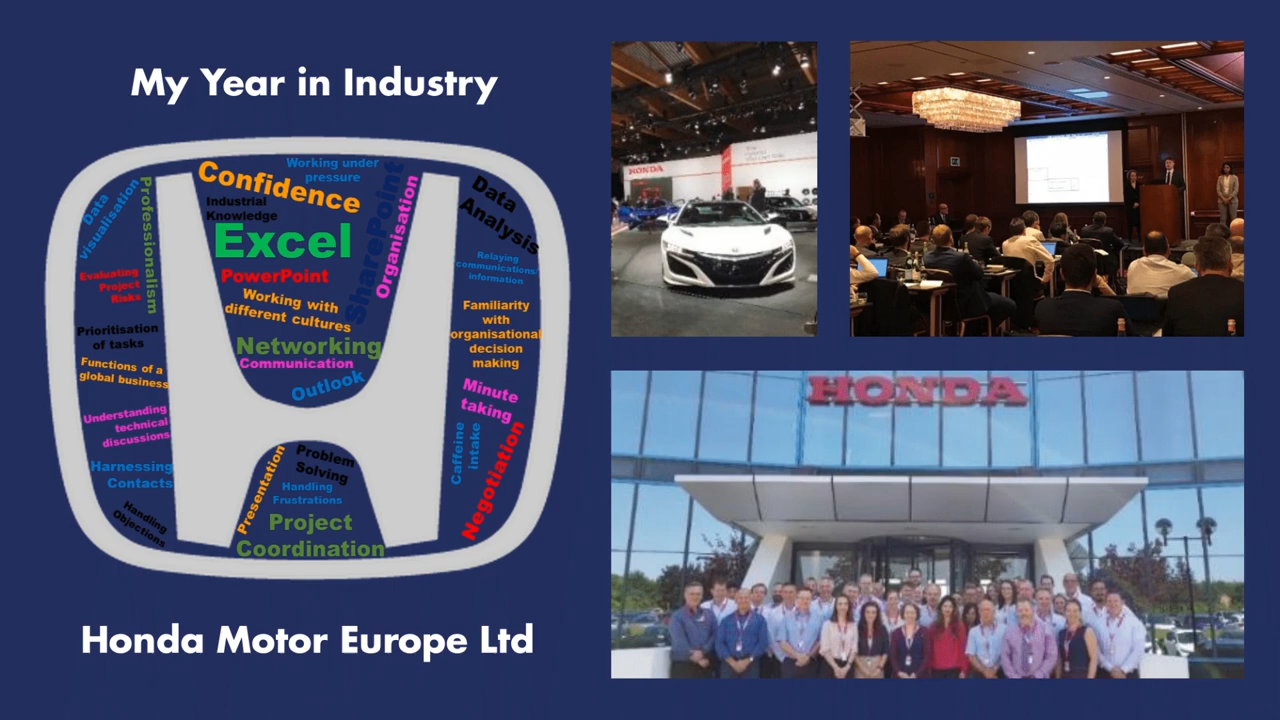 My Year in Industry
Working under
pressure
Confidence
Industrial
Knowledge
Excel
SharePoint
Organisation
PowerPoint
Working with
different cultures
Networking
Communication
Outlook
Data
visualisation
Professionalism
Evaluating
Project
Risks
Prioritisation
of tasks
Functions of a
global business
Understanding
technical
discussions
Harnessing
Contacts
Handling
Objections
Data
Analysis
Relaying
communications/
information
Familiarity
with
organisational
decision
making
Minute
taking
Caffeine
intake
Negotiation
Presentation
Problem
Solving
Handling
Frustrations
Project
Coordination
Honda Motor Europe Ltd
HONDA
HONDA